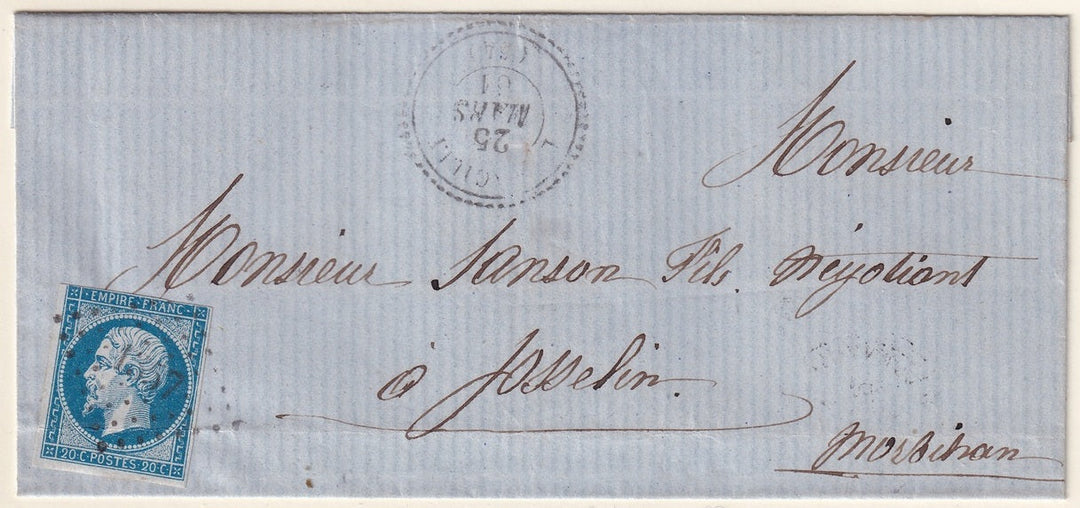 25
MARS
61
Monsieur
Monsieur Sanson Fils. Négotiant
à Josselin
Morbihan
EMPIRE·FRANC·
20·C·POSTES·20·C·